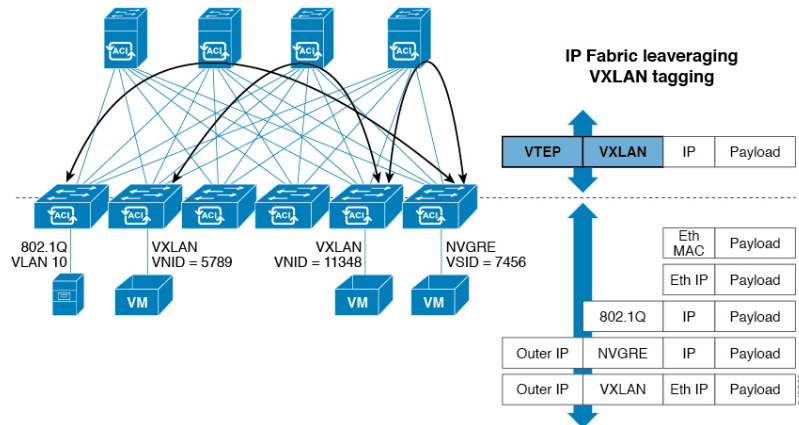 ACI ACI ACI ACI
IP Fabric leaveraging
VXLAN tagging
VTEP VXLAN IP Payload
ACI ACI ACI ACI ACI ACI
802.1Q
VLAN 10
VXLAN
VNID = 5789
VXLAN
VNID = 11348
NVGRE
VSID = 7456
VM VM VM
Eth
MAC Payload
Eth IP Payload
802.1Q IP Payload
Outer IP NVGRE IP Payload
Outer IP VXLAN Eth IP Payload